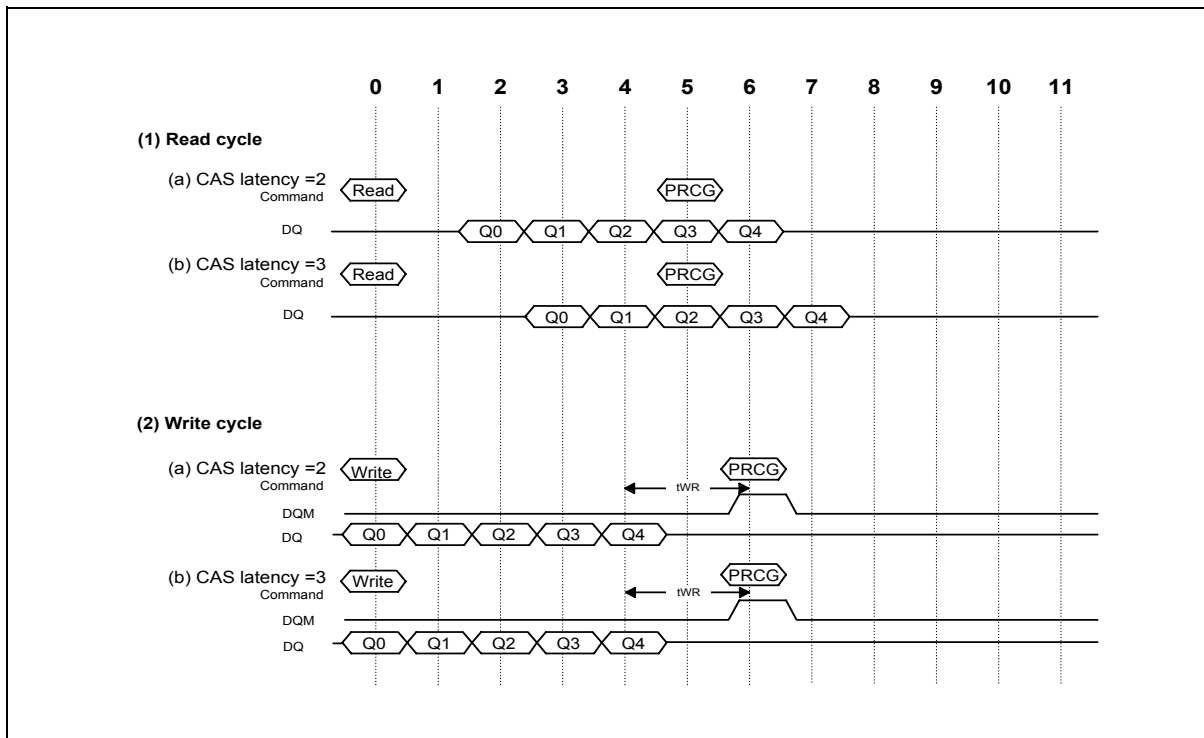 0 1 2 3 4 5 6 7 8 9 10 11
(1) Read cycle
(a) CAS latency =2
Command
Read PRCG
DQ Q0 Q1 Q2 Q3 Q4
(b) CAS latency =3
Command
Read PRCG
DQ Q0 Q1 Q2 Q3 Q4
(2) Write cycle
(a) CAS latency =2
Command
Write PRCG
tWR
DQM
DQ Q0 Q1 Q2 Q3 Q4
(b) CAS latency =3
Command
Write PRCG
tWR
DQM
DQ Q0 Q1 Q2 Q3 Q4